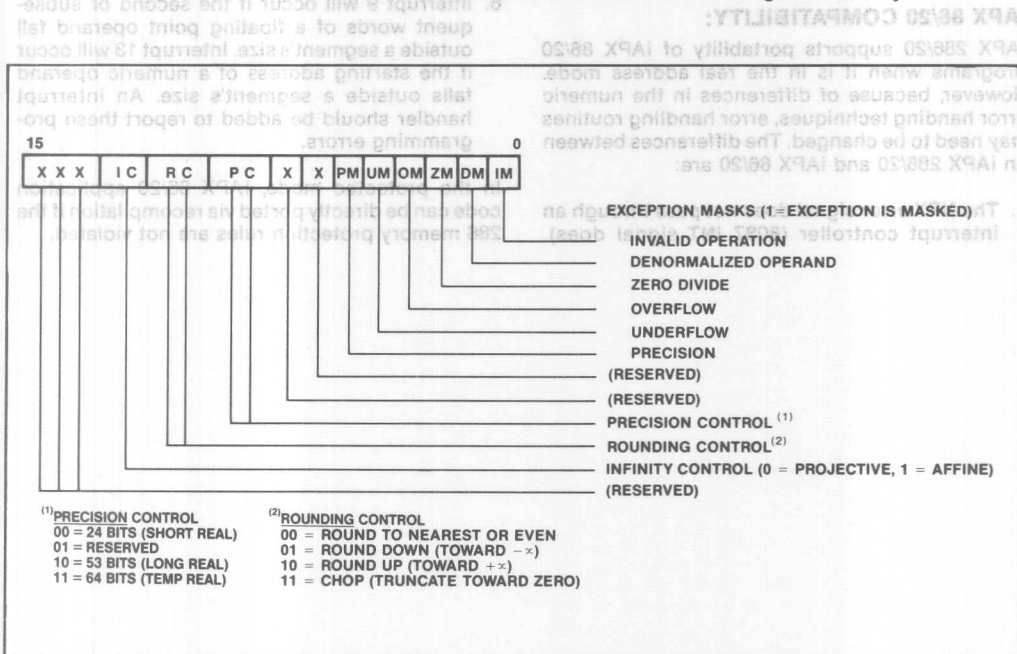 15 0
X X X I C R C P C X X PM UM OM ZM DM IM
EXCEPTION MASKS (1=EXCEPTION IS MASKED)
INVALID OPERATION
DENORMALIZED OPERAND
ZERO DIVIDE
OVERFLOW
UNDERFLOW
PRECISION
(RESERVED)
(RESERVED)
PRECISION CONTROL (1)
ROUNDING CONTROL (2)
INFINITY CONTROL (0 = PROJECTIVE, 1 = AFFINE)
(RESERVED)
(1)PRECISION CONTROL
00 = 24 BITS (SHORT REAL)
01 = RESERVED
10 = 53 BITS (LONG REAL)
11 = 64 BITS (TEMP REAL)
(2)ROUNDING CONTROL
00 = ROUND TO NEAREST OR EVEN
01 = ROUND DOWN (TOWARD −∞)
10 = ROUND UP (TOWARD +∞)
11 = CHOP (TRUNCATE TOWARD ZERO)